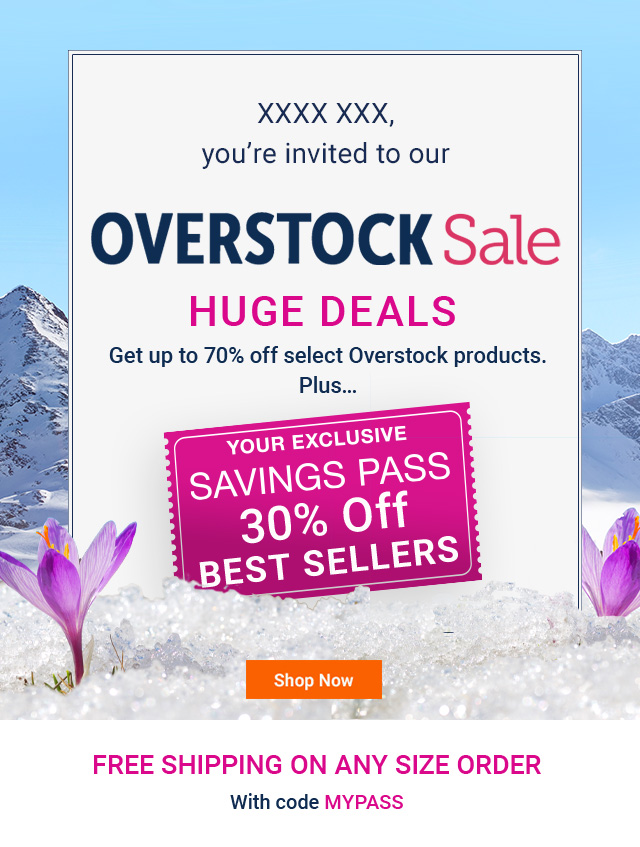 XXXX XXX,
you're invited to our
OVERSTOCK Sale
HUGE DEALS
Get up to 70% off select Overstock products.
Plus...
YOUR EXCLUSIVE
SAVINGS PASS
30% Off
BEST SELLERS
Shop Now
FREE SHIPPING ON ANY SIZE ORDER
With code MYPASS